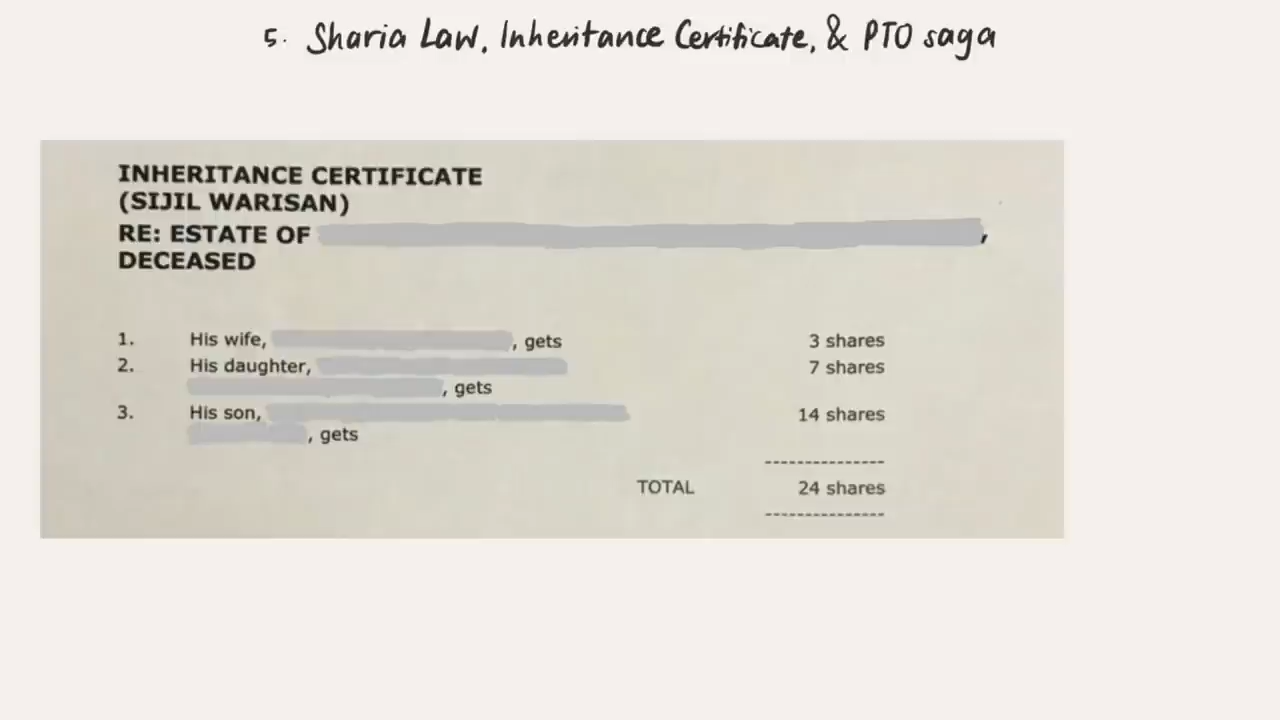 5. Sharia Law, Inheritance Certificate, & PTO saga
INHERITANCE CERTIFICATE
(SIJIL WARISAN)
RE: ESTATE OF ,
DECEASED
1. His wife, , gets 3 shares
2. His daughter, 7 shares
, gets
3. His son, 14 shares
, gets
---------------
TOTAL 24 shares
---------------